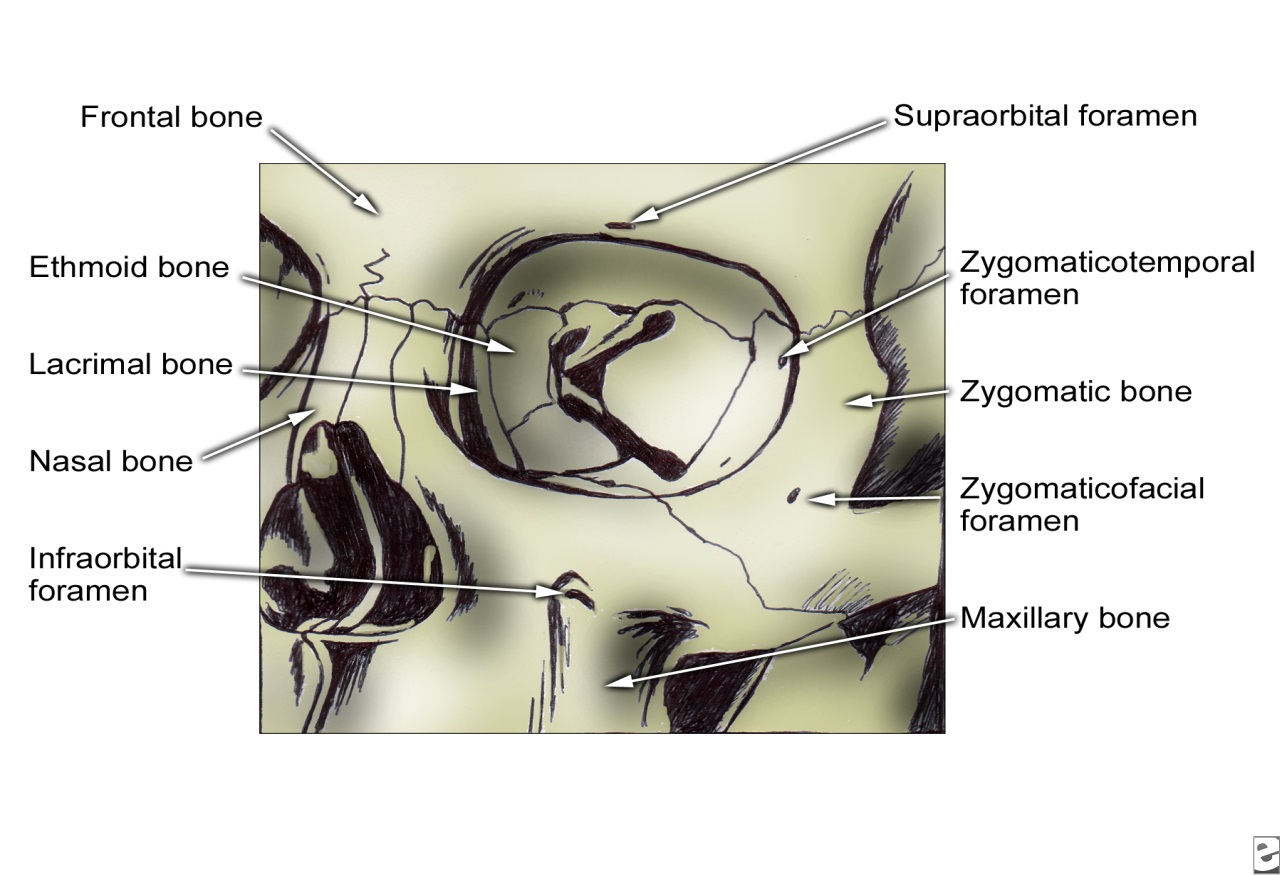 Frontal bone
Supraorbital foramen
Ethmoid bone
Zygomaticotemporal
foramen
Lacrimal bone
Zygomatic bone
Nasal bone
Zygomaticofacial
foramen
Infraorbital
foramen
Maxillary bone
e